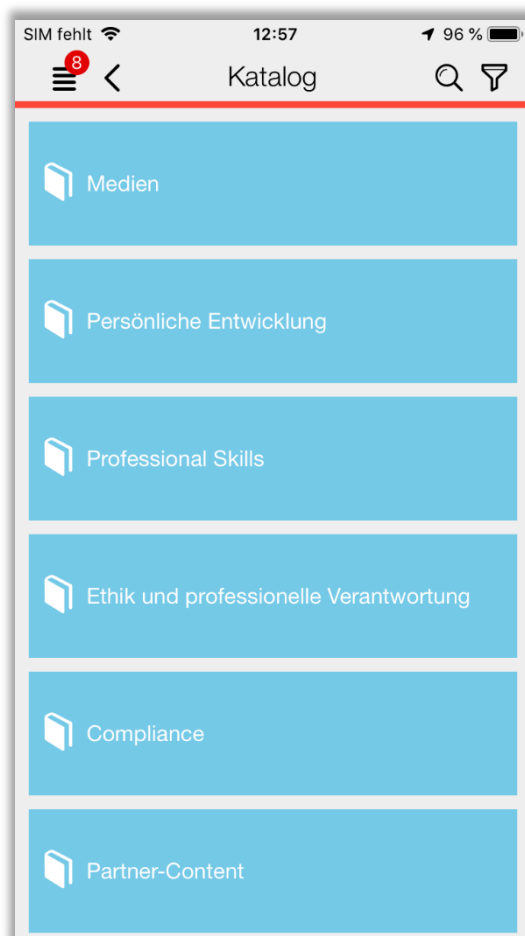 SIM fehlt 12:57 96 %
8
Katalog
Medien
Persönliche Entwicklung
Professional Skills
Ethik und professionelle Verantwortung
Compliance
Partner-Content